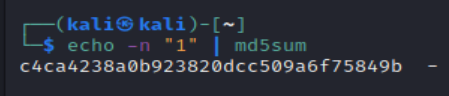 ┌──(kali㉿kali)-[~]
└─$ echo -n "1" | md5sum
c4ca4238a0b923820dcc509a6f75849b  -